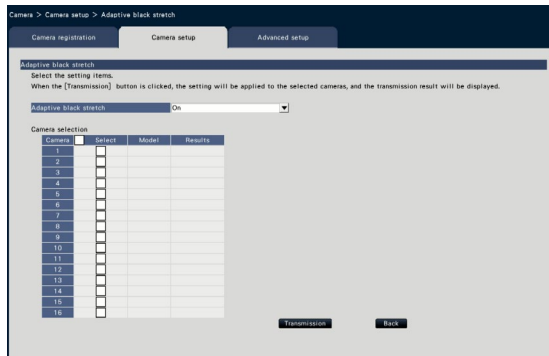 Camera > Camera setup > Adaptive black stretch
Camera registration Camera setup Advanced setup
Adaptive black stretch
Select the setting items.
When the [Transmission] button is clicked, the setting will be applied to the selected cameras, and the transmission result will be displayed.
Adaptive black stretch On
Camera selection
Camera Select Model Results
1
2
3
4
5
6
7
8
9
10
11
12
13
14
15
16
Transmission Back